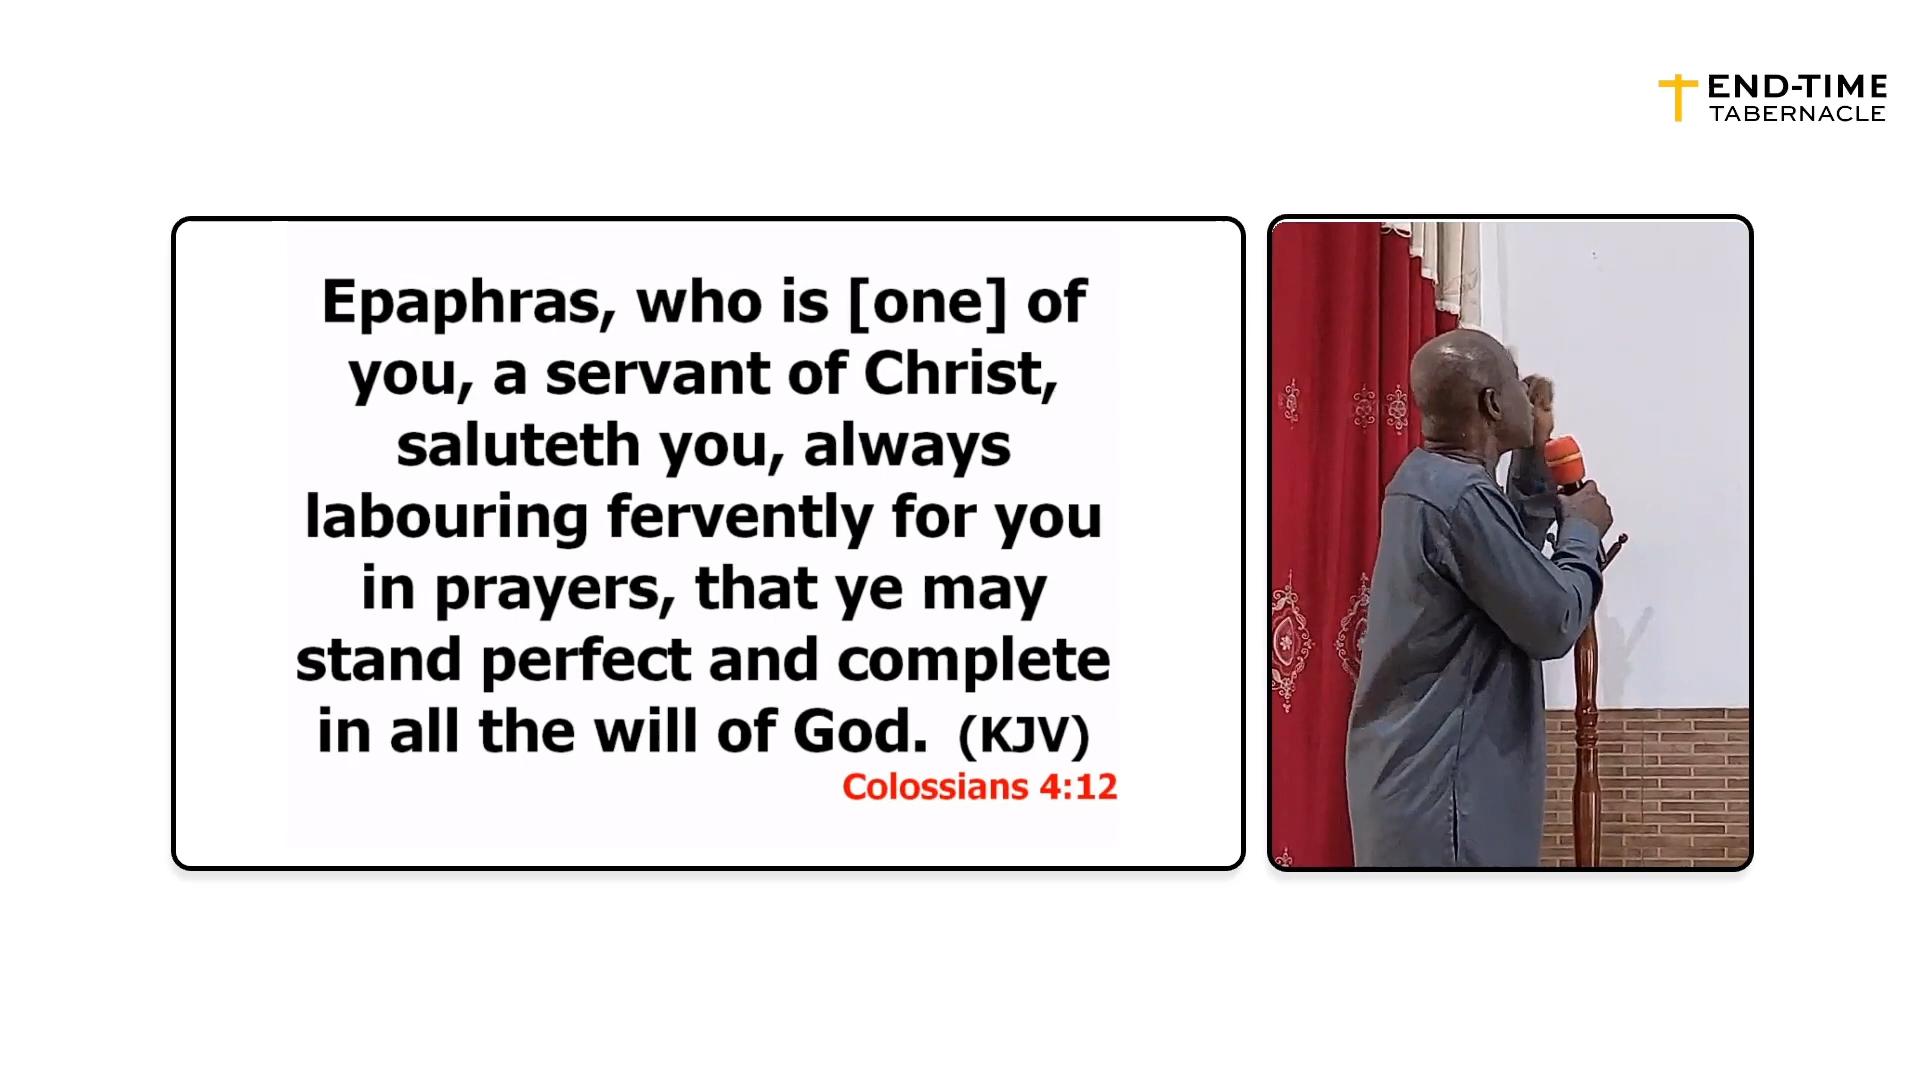 END-TIME
TABERNACLE
Epaphras, who is [one] of
you, a servant of Christ,
saluteth you, always
labouring fervently for you
in prayers, that ye may
stand perfect and complete
in all the will of God. (KJV)
Colossians 4:12